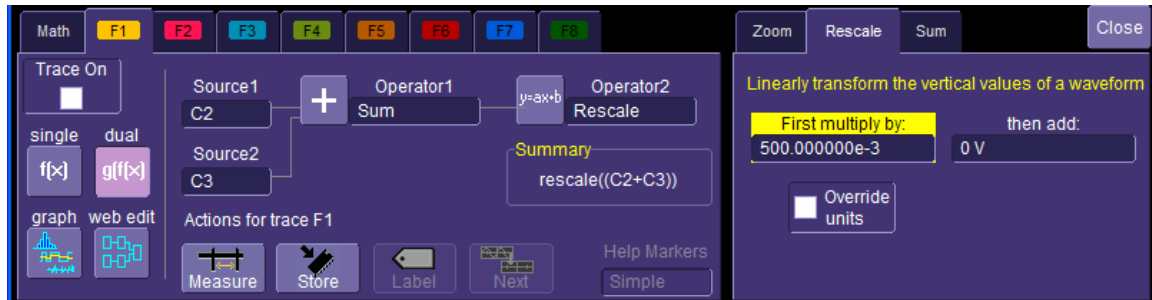 Math F1 F2 F3 F4 F5 F6 F7 F8
Trace On
single dual
f(x) g(f(x)
graph web edit
Source1
C2
Source2
C3
+
Operator1
Sum
y=ax+b
Operator2
Rescale
Summary
rescale((C2+C3))
Actions for trace F1
Measure Store Label Next
Help Markers
Simple
Zoom Rescale Sum Close
Linearly transform the vertical values of a waveform
First multiply by: then add:
500.000000e-3 0 V
Override
units